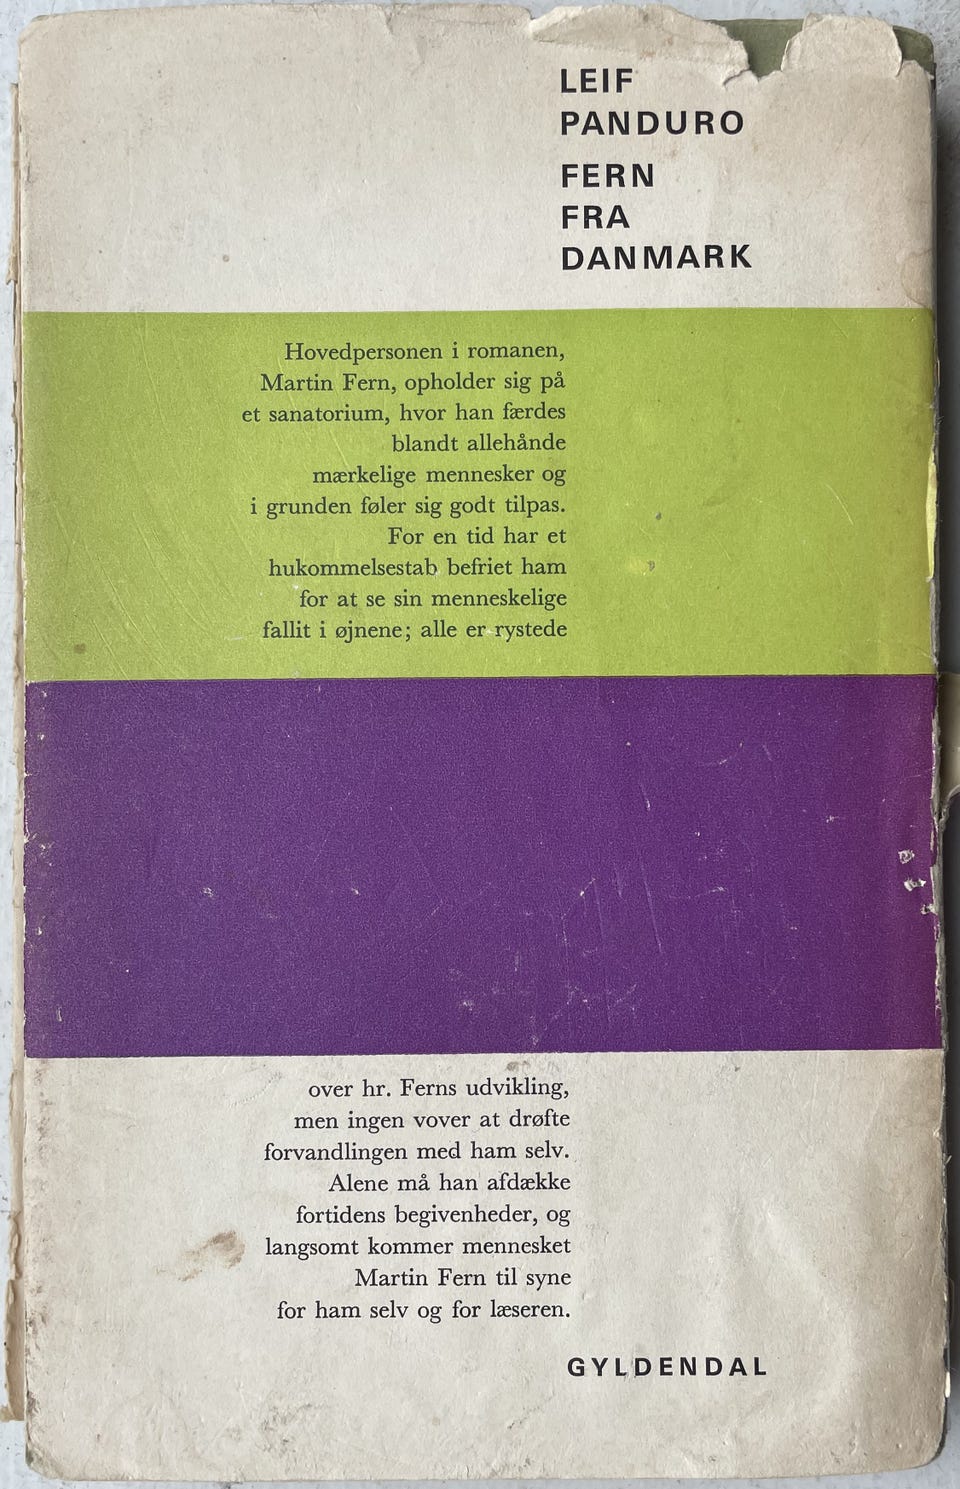 LEIF
PANDURO
FERN
FRA
DANMARK
Hovedpersonen i romanen,
Martin Fern, opholder sig på
et sanatorium, hvor han færdes
blandt allehånde
mærkelige mennesker og
i grunden føler sig godt tilpas.
For en tid har et
hukommelsestab befriet ham
for at se sin menneskelige
fallit i øjnene; alle er rystede
over hr. Ferns udvikling,
men ingen vover at drøfte
forvandlingen med ham selv.
Alene må han afdække
fortidens begivenheder, og
langsomt kommer mennesket
Martin Fern til syne
for ham selv og for læseren.
GYLDENDAL